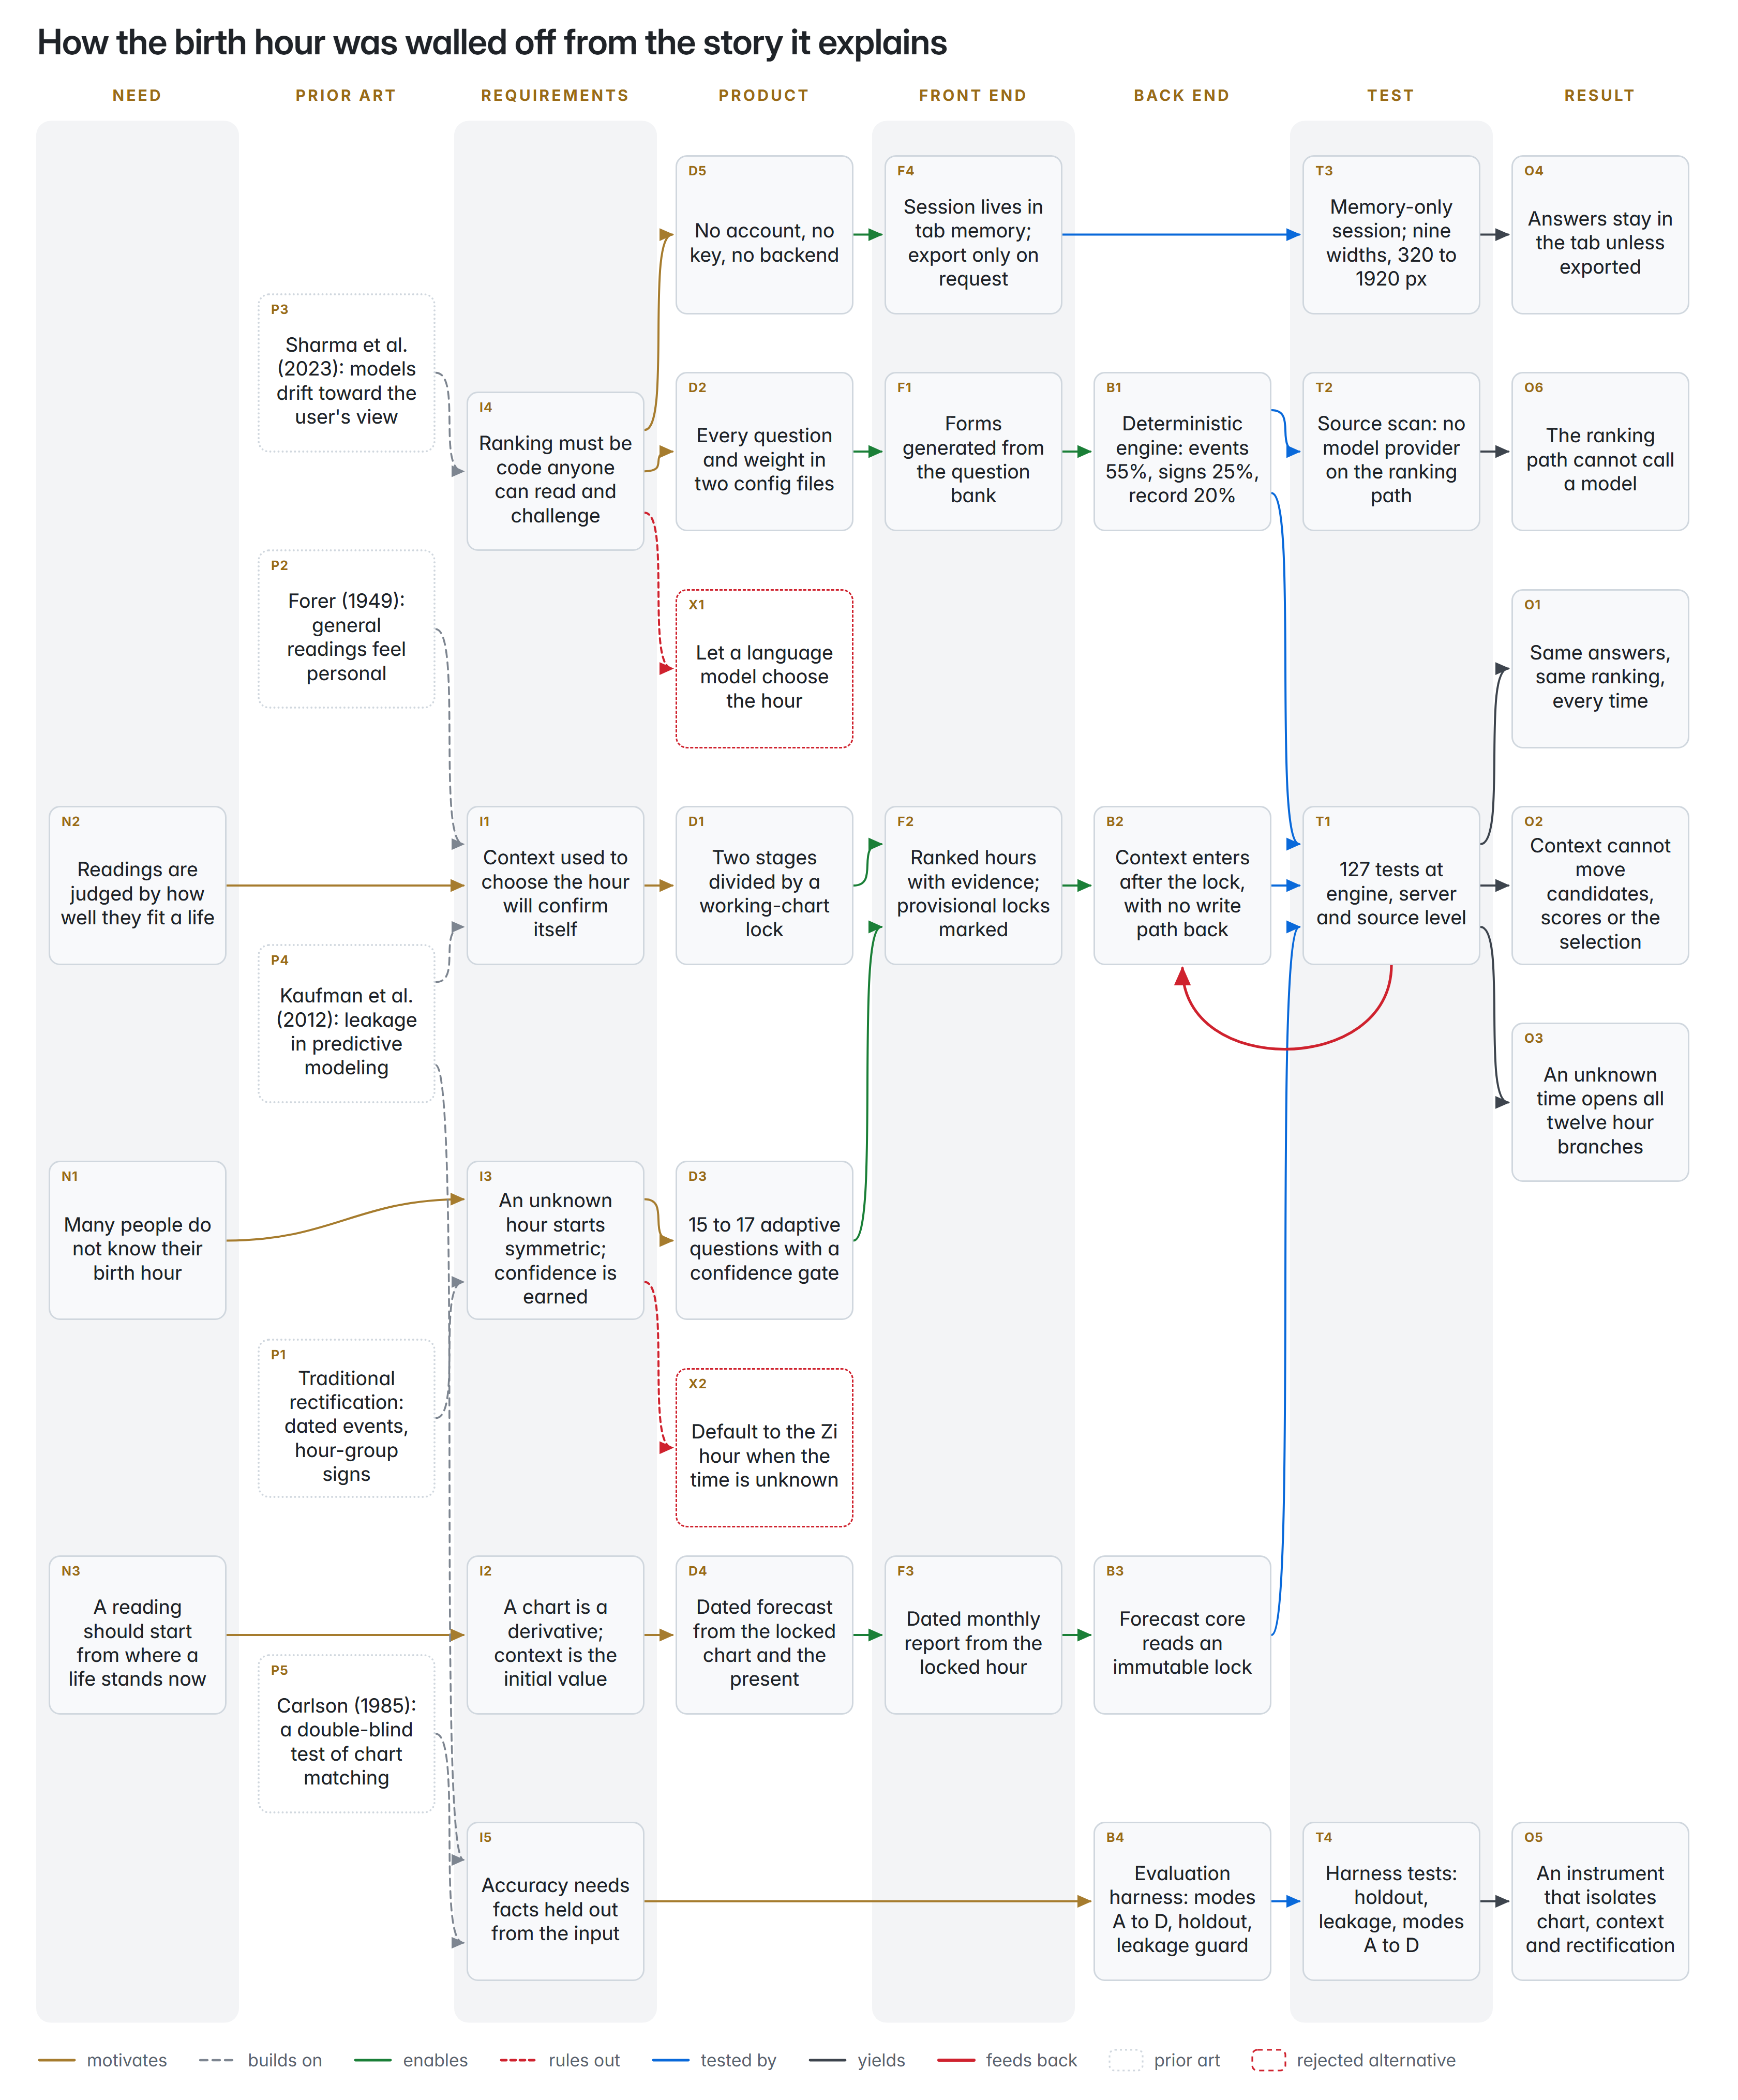 How the birth hour was walled off from the story it explains
NEED
PRIOR ART
REQUIREMENTS
PRODUCT
FRONT END
BACK END
TEST
RESULT
N2
Readings are
judged by how
well they fit a life
N1
Many people do
not know their
birth hour
N3
A reading
should start
from where a
life stands now
P3
Sharma et al.
(2023): models
drift toward the
user's view
P2
Forer (1949):
general
readings feel
personal
P4
Kaufman et al.
(2012): leakage
in predictive
modeling
P1
Traditional
rectification:
dated events,
hour-group
signs
P5
Carlson (1985):
a double-blind
test of chart
matching
I4
Ranking must be
code anyone
can read and
challenge
I1
Context used to
choose the hour
will confirm
itself
I3
An unknown
hour starts
symmetric;
confidence is
earned
I2
A chart is a
derivative;
context is the
initial value
I5
Accuracy needs
facts held out
from the input
D5
No account, no
key, no backend
D2
Every question
and weight in
two config files
X1
Let a language
model choose
the hour
D1
Two stages
divided by a
working-chart
lock
D3
15 to 17 adaptive
questions with a
confidence gate
X2
Default to the Zi
hour when the
time is unknown
D4
Dated forecast
from the locked
chart and the
present
F4
Session lives in
tab memory;
export only on
request
F1
Forms
generated from
the question
bank
F2
Ranked hours
with evidence;
provisional locks
marked
F3
Dated monthly
report from the
locked hour
B1
Deterministic
engine: events
55%, signs 25%,
record 20%
B2
Context enters
after the lock,
with no write
path back
B3
Forecast core
reads an
immutable lock
B4
Evaluation
harness: modes
A to D, holdout,
leakage guard
T3
Memory-only
session; nine
widths, 320 to
1920 px
T2
Source scan: no
model provider
on the ranking
path
T1
127 tests at
engine, server
and source level
T4
Harness tests:
holdout,
leakage, modes
A to D
O4
Answers stay in
the tab unless
exported
O6
The ranking
path cannot call
a model
O1
Same answers,
same ranking,
every time
O2
Context cannot
move
candidates,
scores or the
selection
O3
An unknown
time opens all
twelve hour
branches
O5
An instrument
that isolates
chart, context
and rectification
motivates
builds on
enables
rules out
tested by
yields
feeds back
prior art
rejected alternative